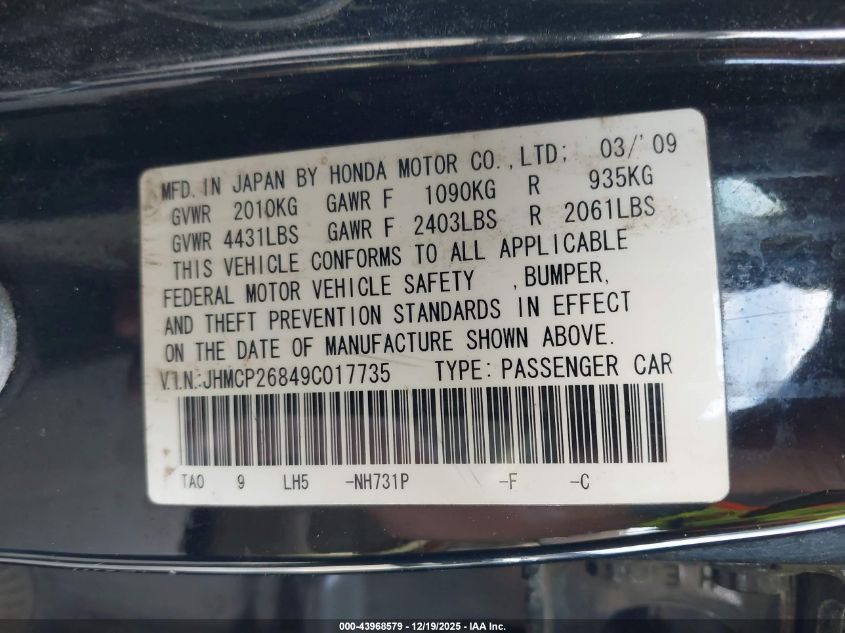 MFD. IN JAPAN BY HONDA MOTOR CO.,LTD; 03/'09
GVWR 2010KG GAWR F 1090KG R 935KG
GVWR 4431LBS GAWR F 2403LBS R 2061LBS
THIS VEHICLE CONFORMS TO ALL APPLICABLE
FEDERAL MOTOR VEHICLE SAFETY , BUMPER,
AND THEFT PREVENTION STANDARDS IN EFFECT
ON THE DATE OF MANUFACTURE SHOWN ABOVE.
V.I.N.:JHMCP26849C017735 TYPE: PASSENGER CAR
TA0 9 LH5 -NH731P -F -C
000-43968579 - 12/19/2025 - IAA Inc.